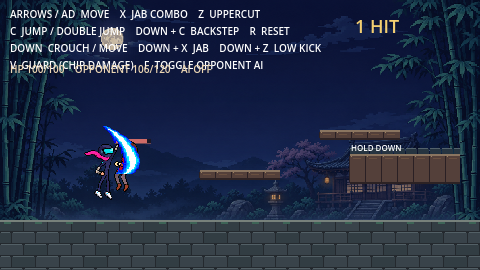 ARROWS / AD MOVE X JAB COMBO Z UPPERCUT
1 HIT
C JUMP / DOUBLE JUMP DOWN + C BACKSTEP R RESET
DOWN CROUCH / MOVE DOWN + X JAB DOWN + Z LOW KICK
V GUARD (CHIP DAMAGE) F TOGGLE OPPONENT AI
HP 100/100 OPPONENT 106/120 AI OFF
HOLD DOWN